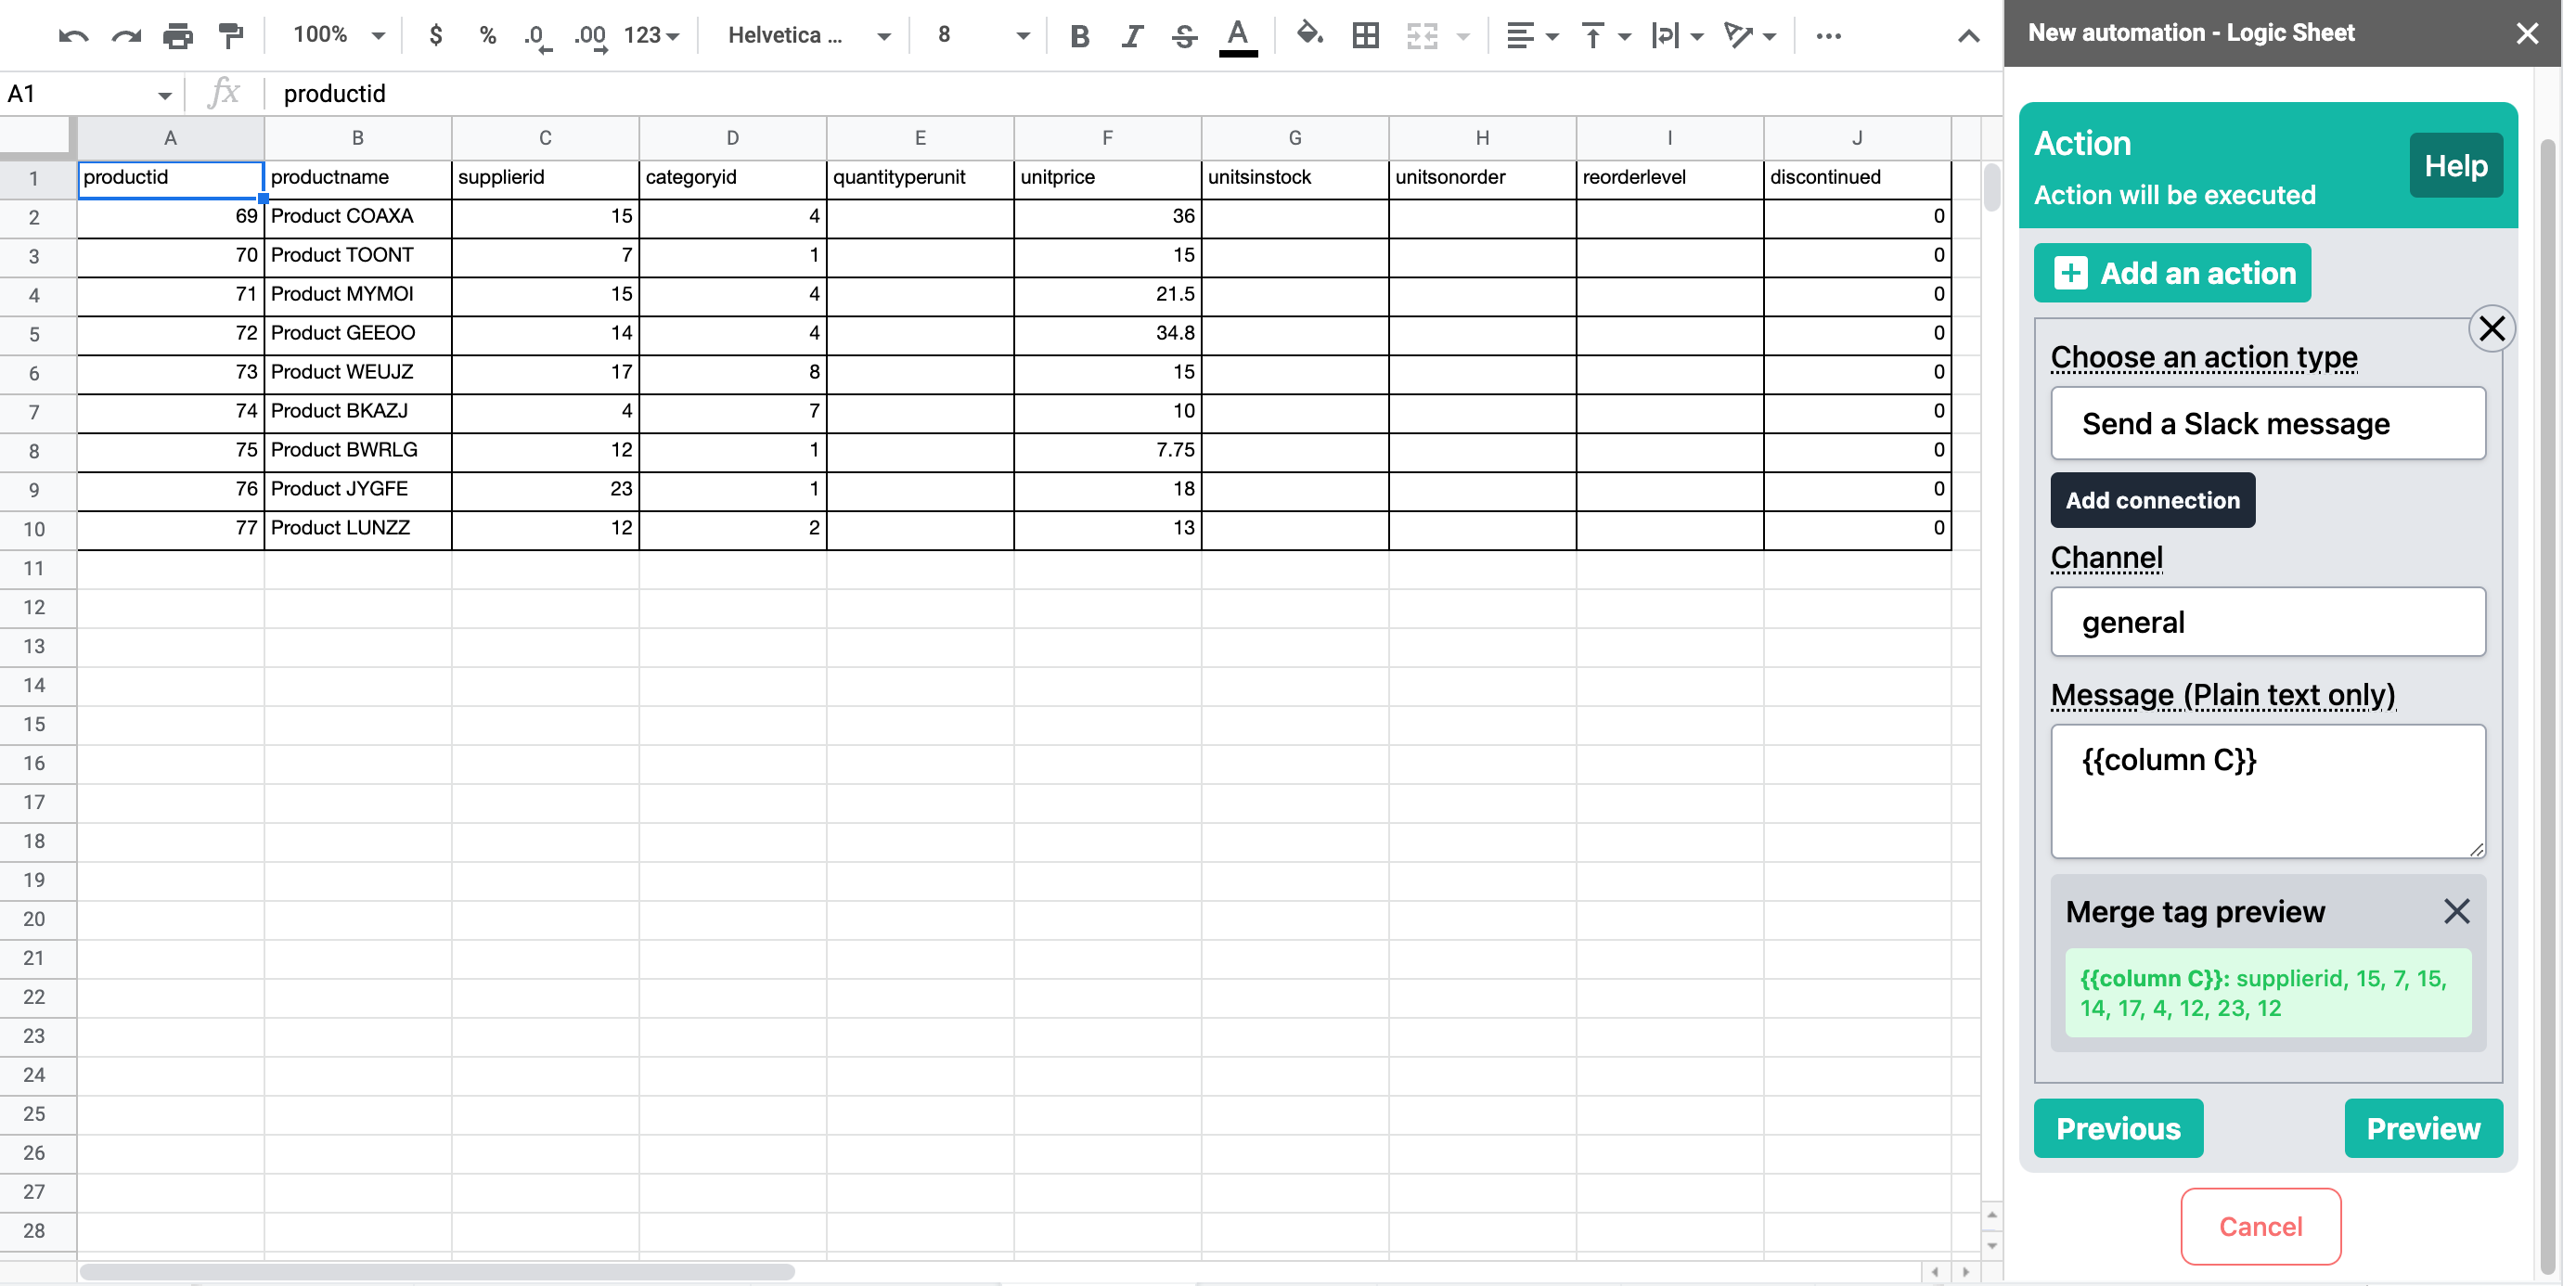 100% $ % .0 .00 123 Helvetica ... 8 B I S A
New automation - Logic Sheet
A1 fx productid
A B C D E F G H I J
1 productid productname supplierid categoryid quantityperunit unitprice unitsinstock unitsonorder reorderlevel discontinued
2 69 Product COAXA 15 4 36 0
3 70 Product TOONT 7 1 15 0
4 71 Product MYMOI 15 4 21.5 0
5 72 Product GEEOO 14 4 34.8 0
6 73 Product WEUJZ 17 8 15 0
7 74 Product BKAZJ 4 7 10 0
8 75 Product BWRLG 12 1 7.75 0
9 76 Product JYGFE 23 1 18 0
10 77 Product LUNZZ 12 2 13 0
11
12
13
14
15
16
17
18
19
20
21
22
23
24
25
26
27
28
Action
Help
Action will be executed
Add an action
Choose an action type
Send a Slack message
Add connection
Channel
general
Message (Plain text only)
{{column C}}
Merge tag preview
{{column C}}: supplierid, 15, 7, 15,
14, 17, 4, 12, 23, 12
Previous Preview
Cancel